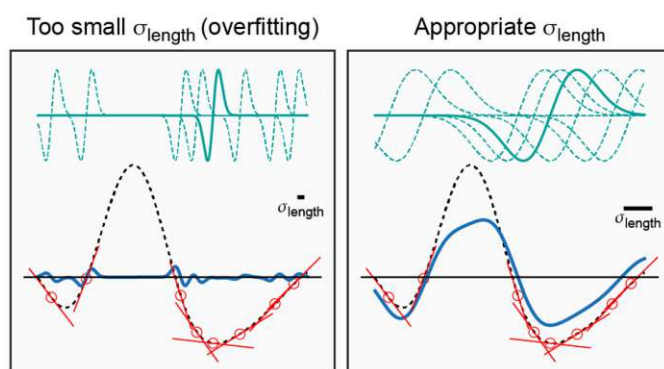 Too small σlength (overfitting)
Appropriate σlength
σlength
σlength